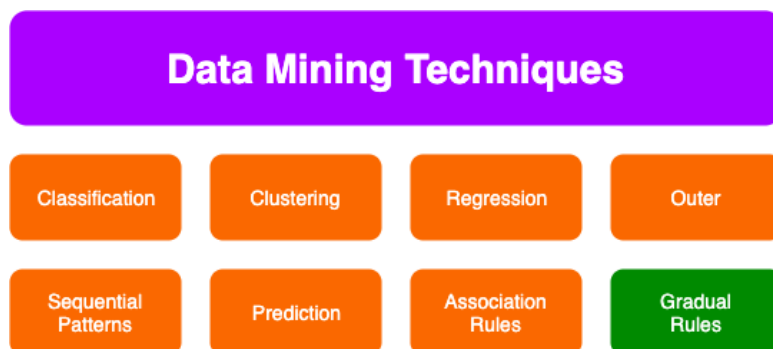 Data Mining Techniques
Classification
Clustering
Regression
Outer
Sequential
Patterns
Prediction
Association
Rules
Gradual
Rules